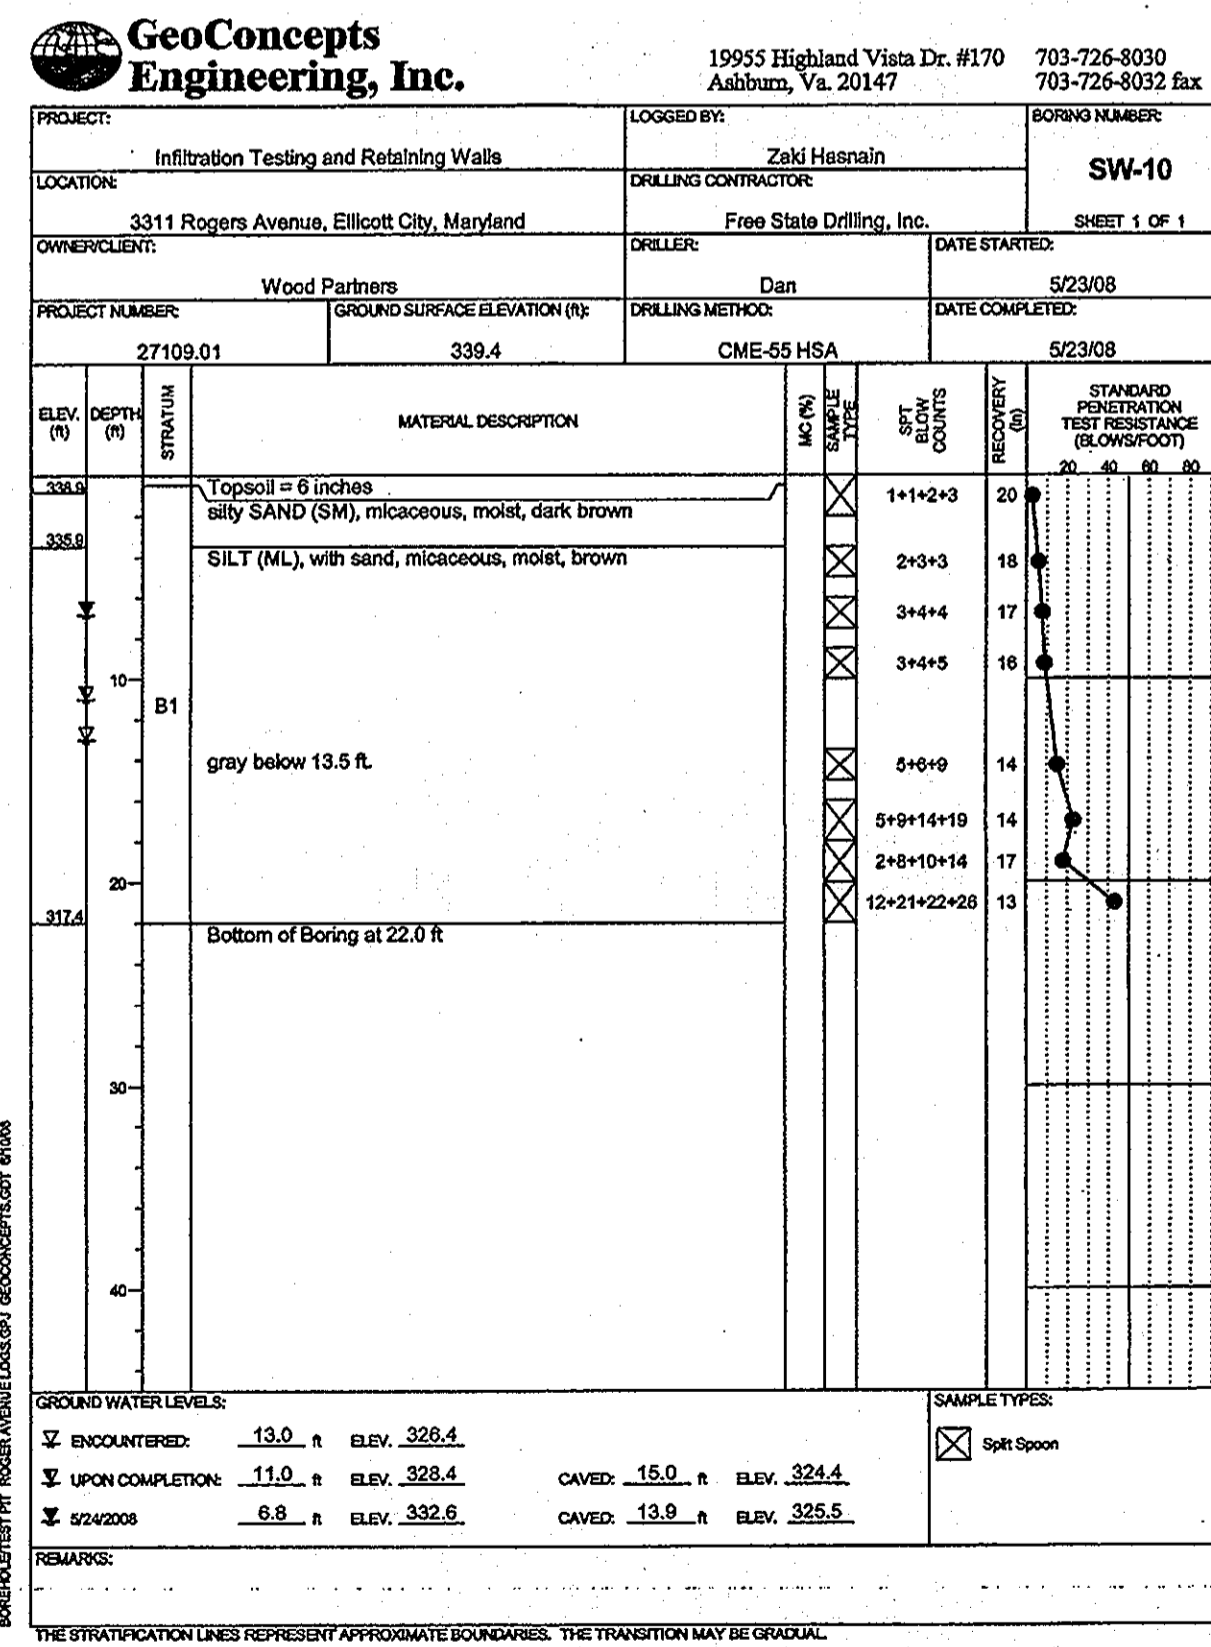 GeoConcepts
Engineering, Inc.
19955 Highland Vista Dr. #170 703-726-8030
Ashburn, Va. 20147 703-726-8032 fax
PROJECT: LOGGED BY: BORING NUMBER:
Infiltration Testing and Retaining Walls Zaki Hasnain SW-10
LOCATION: DRILLING CONTRACTOR:
3311 Rogers Avenue, Ellicott City, Maryland Free State Drilling, Inc. SHEET 1 OF 1
OWNER/CLIENT: DRILLER: DATE STARTED:
Wood Partners Dan 5/23/08
PROJECT NUMBER: GROUND SURFACE ELEVATION (ft): DRILLING METHOD: DATE COMPLETED:
27109.01 339.4 CME-55 HSA 5/23/08
ELEV. (ft) DEPTH (ft) STRATUM MATERIAL DESCRIPTION MC (%) SAMPLE TYPE SPT BLOW COUNTS RECOVERY (in) STANDARD PENETRATION TEST RESISTANCE (BLOWS/FOOT)
20 40 60 80
338.9 Topsoil = 6 inches 1+1+2+3 20
silty SAND (SM), micaceous, moist, dark brown
335.9
SILT (ML), with sand, micaceous, moist, brown 2+3+3 18
3+4+4 17
3+4+5 16
10
B1
gray below 13.5 ft. 5+6+9 14
5+9+14+19 14
2+8+10+14 17
20
12+21+22+26 13
317.4
Bottom of Boring at 22.0 ft
30
40
GROUND WATER LEVELS: SAMPLE TYPES:
ENCOUNTERED: 13.0 ft ELEV. 326.4 Split Spoon
UPON COMPLETION: 11.0 ft ELEV. 328.4 CAVED: 15.0 ft ELEV. 324.4
5/24/2008 6.8 ft ELEV. 332.6 CAVED: 13.9 ft ELEV. 325.5
REMARKS:
THE STRATIFICATION LINES REPRESENT APPROXIMATE BOUNDARIES. THE TRANSITION MAY BE GRADUAL.
BOREHOLE/TEST PIT ROGER AVENUE LOGS.GPJ GEOCONCEPTS.GDT 6/10/08